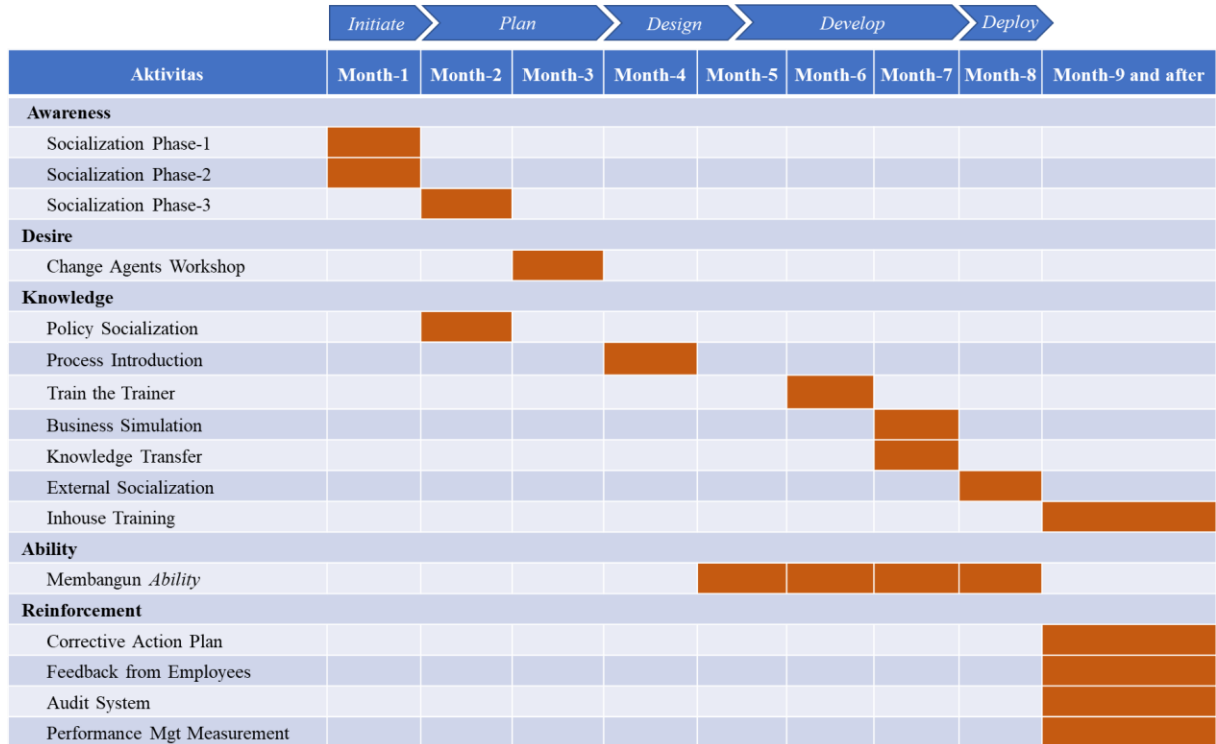 Initiate Plan Design Develop Deploy
Aktivitas Month-1 Month-2 Month-3 Month-4 Month-5 Month-6 Month-7 Month-8 Month-9 and after
Awareness
Socialization Phase-1
Socialization Phase-2
Socialization Phase-3
Desire
Change Agents Workshop
Knowledge
Policy Socialization
Process Introduction
Train the Trainer
Business Simulation
Knowledge Transfer
External Socialization
Inhouse Training
Ability
Membangun Ability
Reinforcement
Corrective Action Plan
Feedback from Employees
Audit System
Performance Mgt Measurement